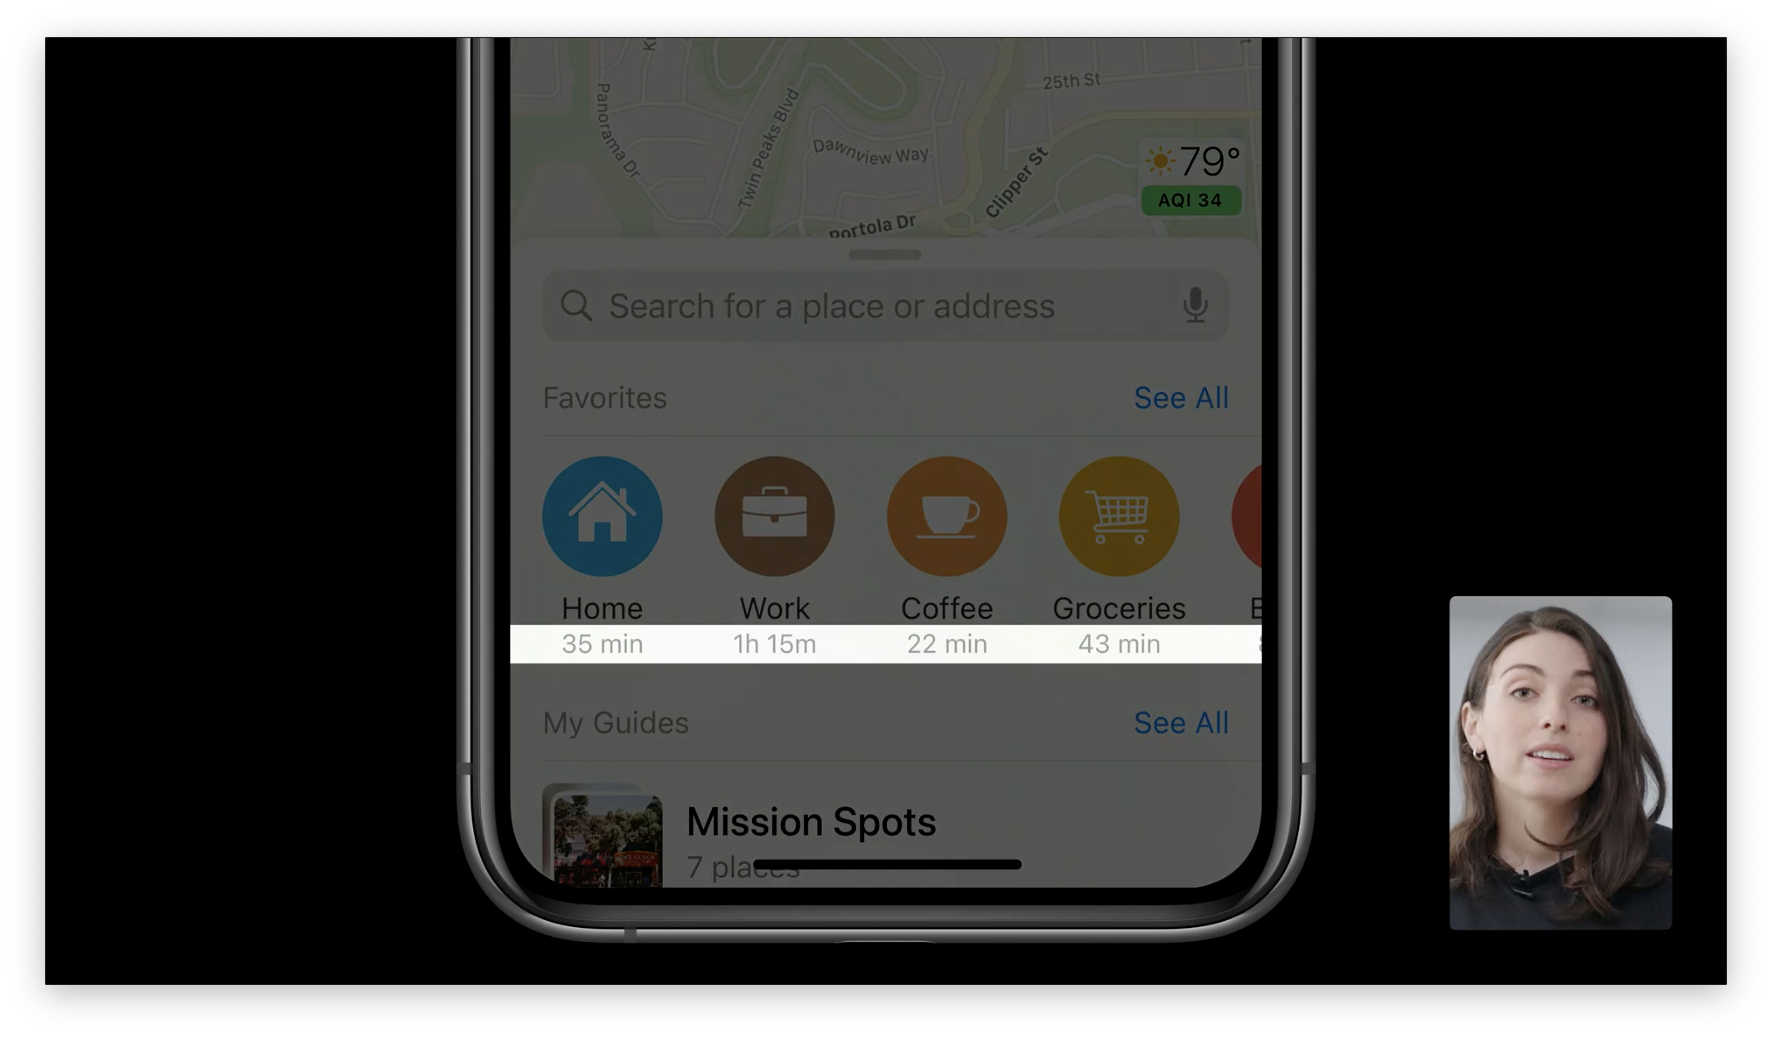 25th St
Panorama Dr
Twin Peaks Blvd
Dawnview Way
Clipper St
79°
AQI 34
Portola Dr
Search for a place or address
Favorites See All
Home Work Coffee Groceries
35 min 1h 15m 22 min 43 min
My Guides See All
Mission Spots
7 places